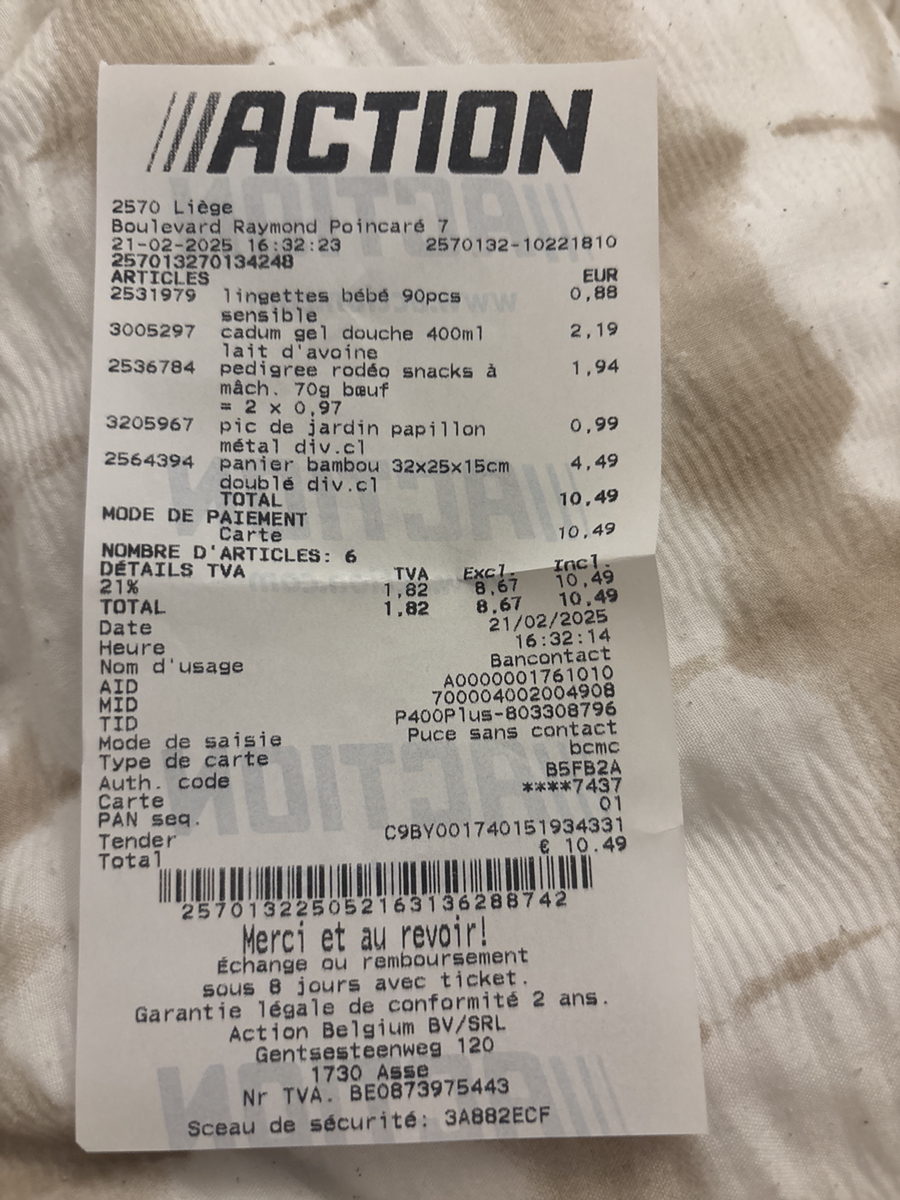 ACTION
2570 Liège
Boulevard Raymond Poincaré 7
21-02-2025 16:32:23 2570132-10221810
257013270134248
ARTICLES EUR
2531979 lingettes bébé 90pcs 0,88
sensible
3005297 cadum gel douche 400ml 2,19
lait d'avoine
2536784 pedigree rodéo snacks à 1,94
mâch. 70g bœuf
= 2 x 0,97
3205967 pic de jardin papillon 0,99
métal div.cl
2564394 panier bambou 32x25x15cm 4,49
doublé div.cl
TOTAL 10,49
MODE DE PAIEMENT
Carte 10,49
NOMBRE D'ARTICLES: 6
DÉTAILS TVA TVA Excl. Incl.
21% 1,82 8,67 10,49
TOTAL 1,82 8,67 10,49
Date 21/02/2025
Heure 16:32:14
Nom d'usage Bancontact
AID A0000001761010
MID 700004002004908
TID P400Plus-803308796
Mode de saisie Puce sans contact
Type de carte bcmc
Auth. code B5FB2A
Carte ****7437
PAN seq. 01
Tender C9BY001740151934331
Total € 10.49
257013225052163136288742
Merci et au revoir!
Échange ou remboursement
sous 8 jours avec ticket.
Garantie légale de conformité 2 ans.
Action Belgium BV/SRL
Gentsesteenweg 120
1730 Asse
Nr TVA. BE0873975443
Sceau de sécurité: 3A882ECF